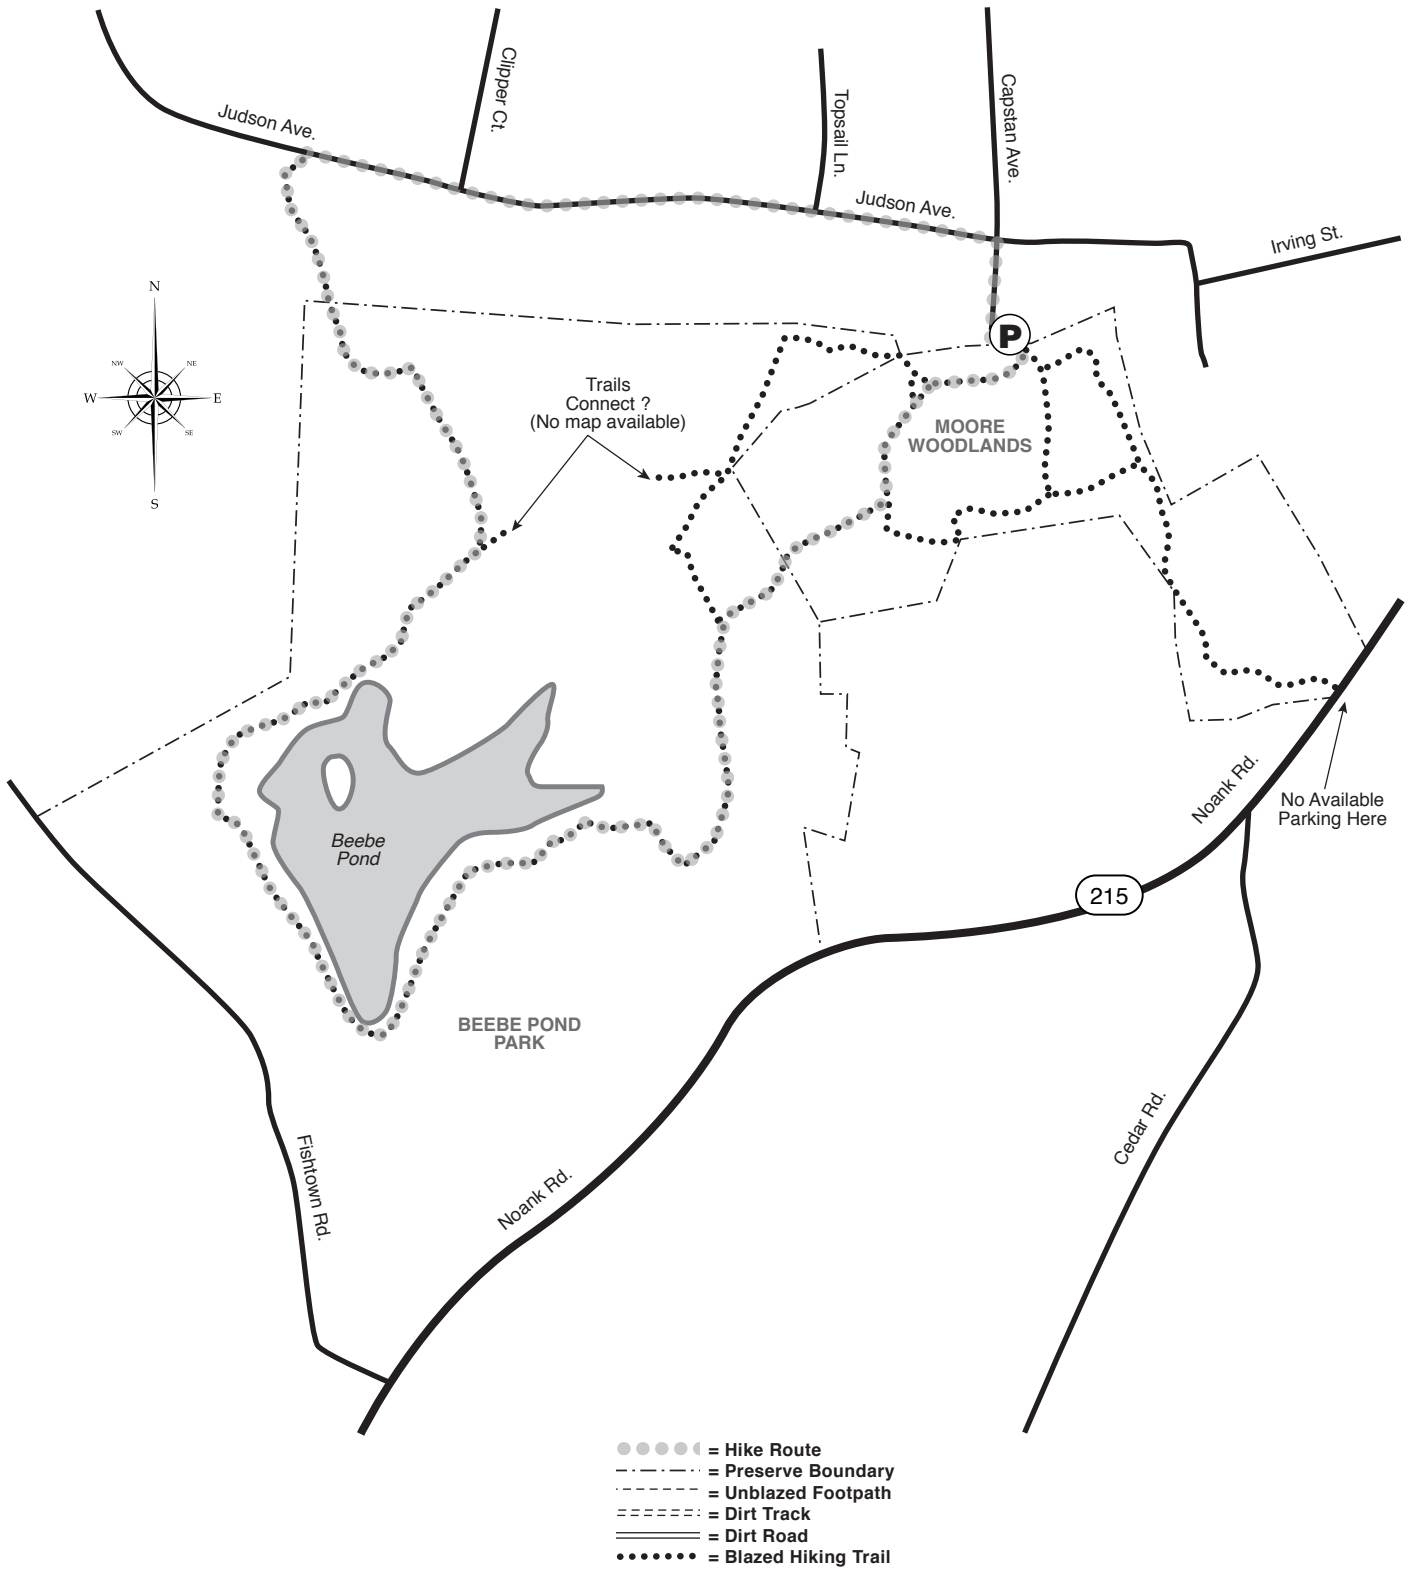 Clipper Ct.
Topsail Ln.
Capstan Ave.
Judson Ave.
Judson Ave.
Irving St.
N
NW
NE
W
E
SW
SE
S
P
Trails
Connect ?
(No map available)
MOORE
WOODLANDS
Noank Rd.
No Available
Parking Here
Beebe
Pond
215
BEEBE POND
PARK
Cedar Rd.
Fishtown Rd.
Noank Rd.
= Hike Route
= Preserve Boundary
= Unblazed Footpath
= Dirt Track
= Dirt Road
= Blazed Hiking Trail